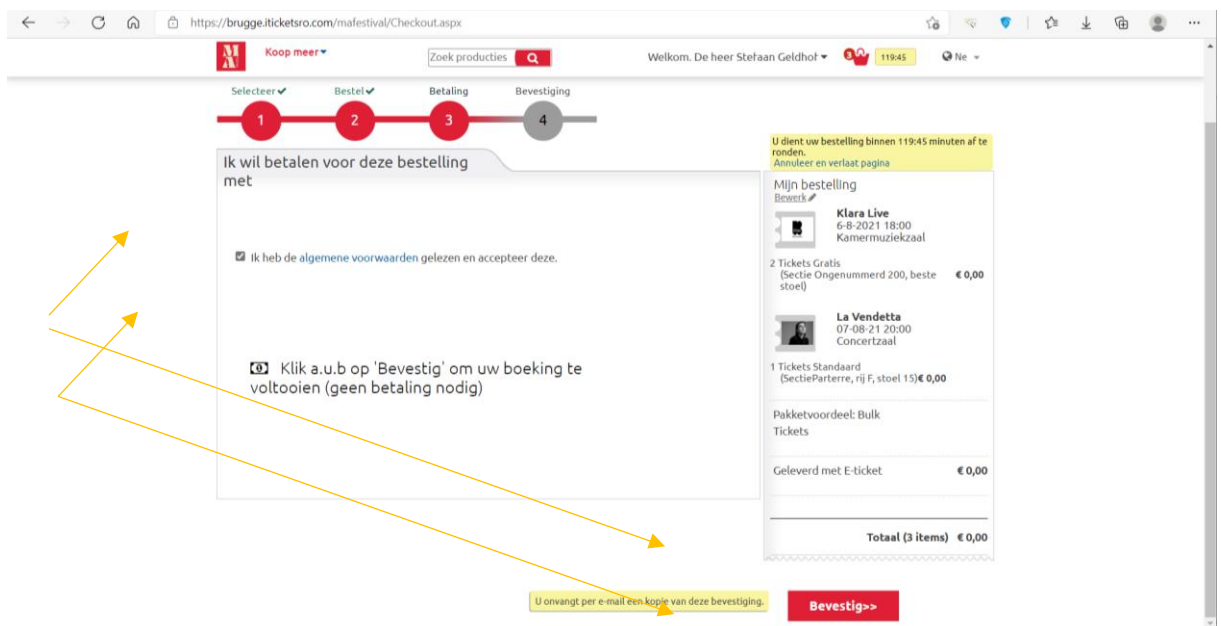 https://brugge.iticketsro.com/mafestival/Checkout.aspx
MA
Koop meer
Zoek producties
Welkom. De heer Stefaan Geldhof
3
119:45
Ne
Selecteer
Bestel
Betaling
Bevestiging
1
2
3
4
Ik wil betalen voor deze bestelling
met
Ik heb de algemene voorwaarden gelezen en accepteer deze.
Klik a.u.b op 'Bevestig' om uw boeking te
voltooien (geen betaling nodig)
U dient uw bestelling binnen 119:45 minuten af te
ronden.
Annuleer en verlaat pagina
Mijn bestelling
Bewerk
Klara Live
6-8-2021 18:00
Kamermuziekzaal
2 Tickets Gratis
(Sectie Ongenummerd 200, beste € 0,00
stoel)
La Vendetta
07-08-21 20:00
Concertzaal
1 Tickets Standaard
(SectieParterre, rij F, stoel 15)€ 0,00
Pakketvoordeel: Bulk
Tickets
Geleverd met E-ticket € 0,00
Totaal (3 items) € 0,00
U onvangt per e-mail een kopie van deze bevestiging.
Bevestig>>